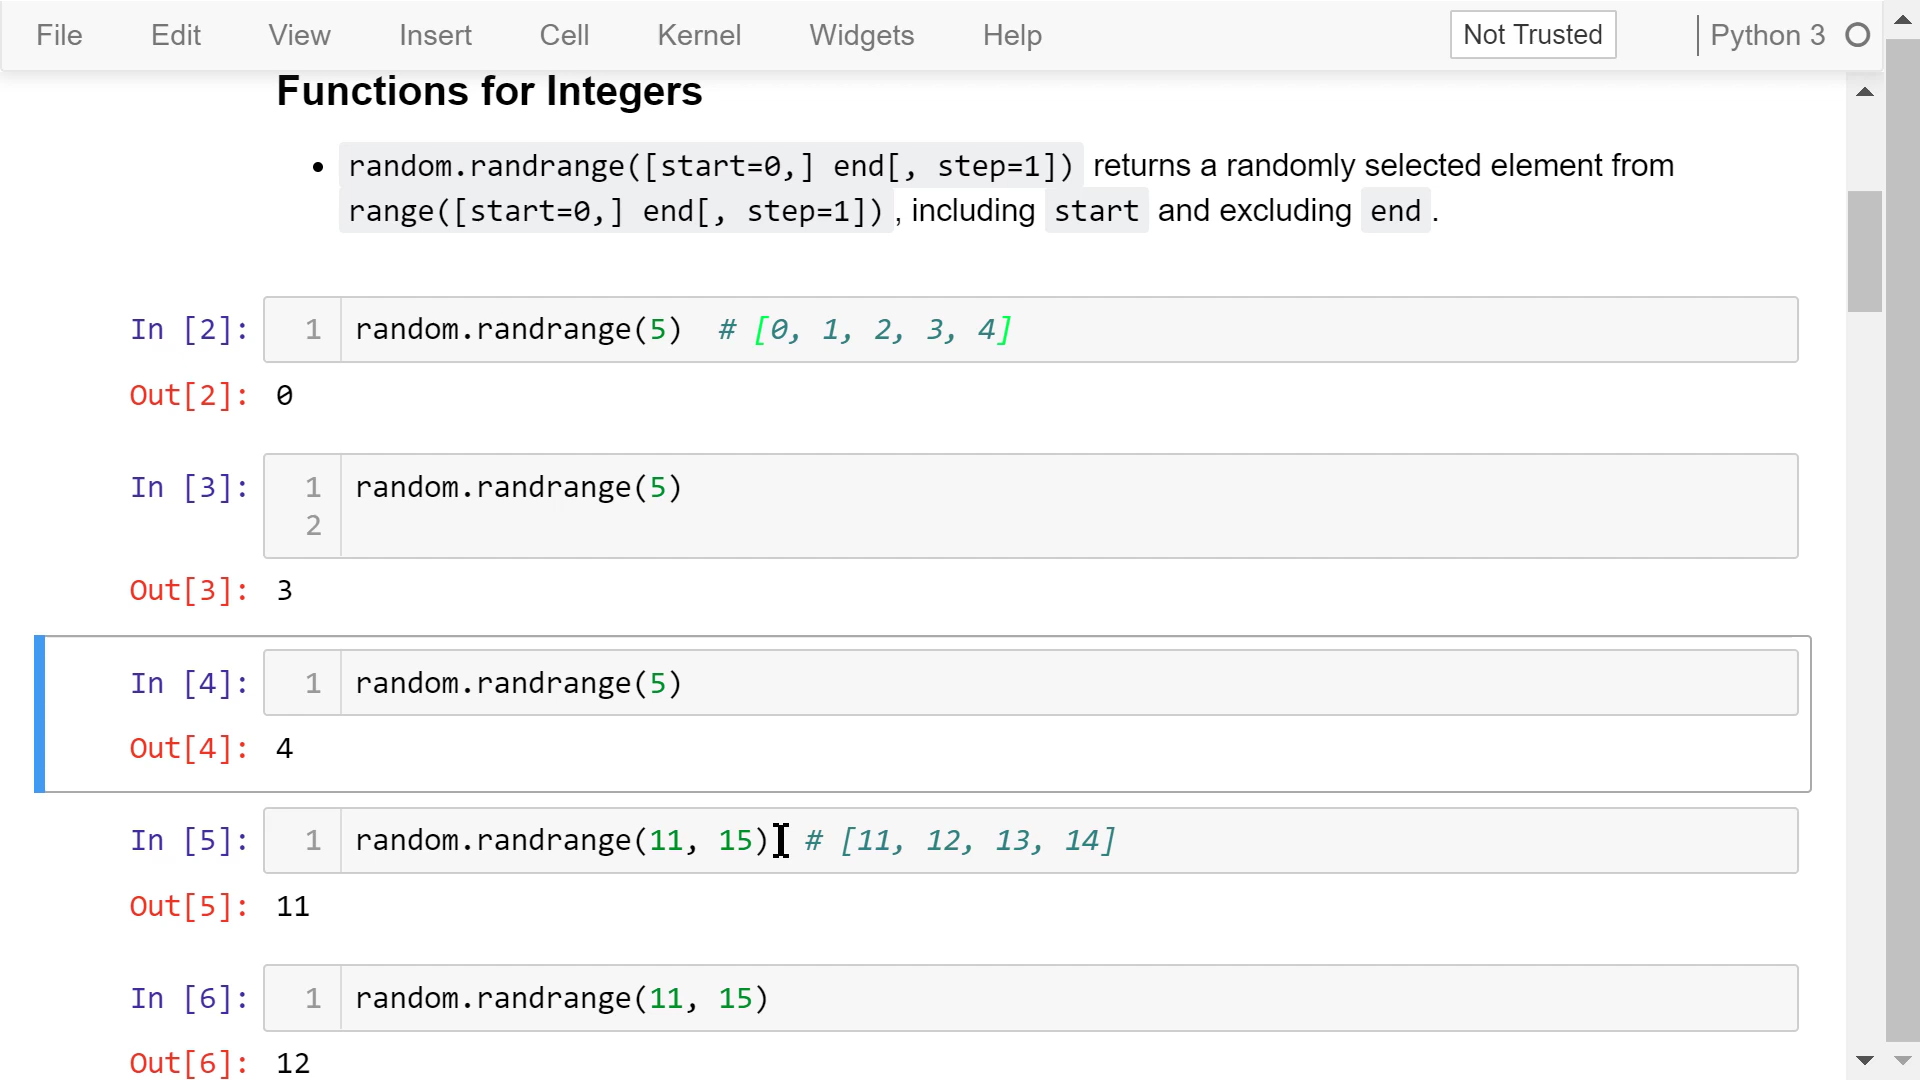 File Edit View Insert Cell Kernel Widgets Help Not Trusted Python 3
Functions for Integers
• random.randrange([start=0,] end[, step=1]) returns a randomly selected element from
range([start=0,] end[, step=1]), including start and excluding end.
In [2]: 1 random.randrange(5)  # [0, 1, 2, 3, 4]
Out[2]: 0
In [3]: 1 random.randrange(5)
2
Out[3]: 3
In [4]: 1 random.randrange(5)
Out[4]: 4
In [5]: 1 random.randrange(11, 15)  # [11, 12, 13, 14]
Out[5]: 11
In [6]: 1 random.randrange(11, 15)
Out[6]: 12